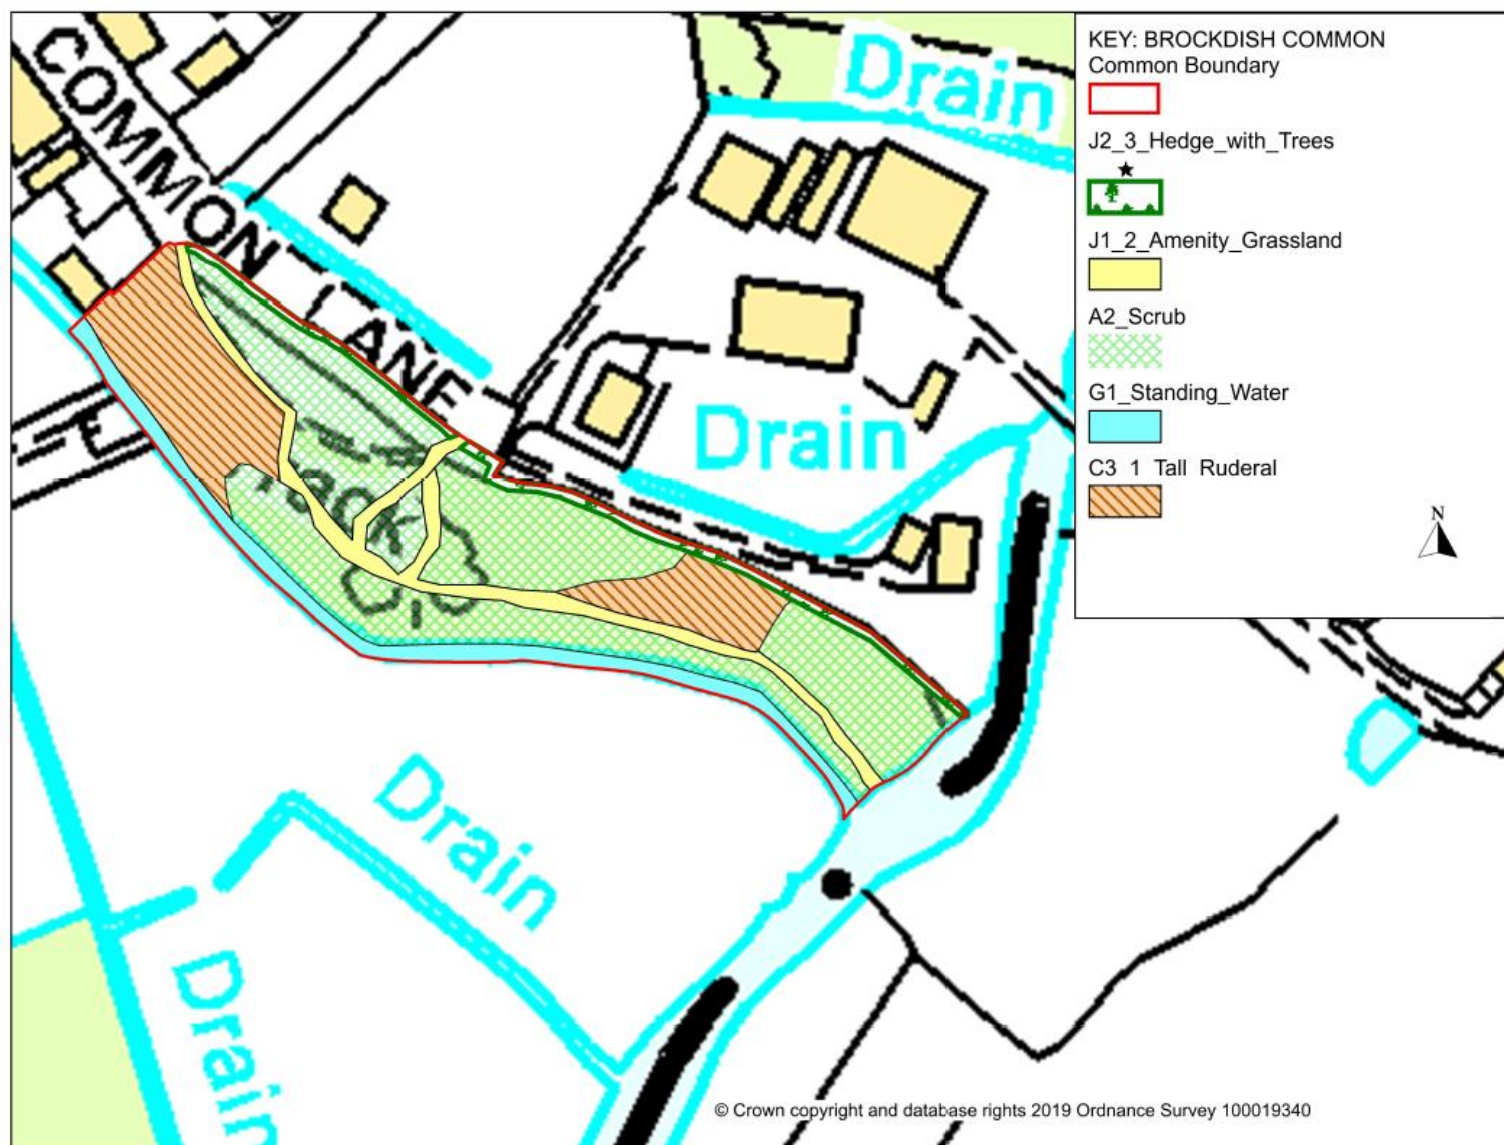 KEY: BROCKDISH COMMON
Common Boundary
J2_3_Hedge_with_Trees
J1_2_Amenity_Grassland
A2_Scrub
G1_Standing_Water
C3 1 Tall Ruderal
N
COMMON LANE
Drain
Drain
Track
Drain
Drain
© Crown copyright and database rights 2019 Ordnance Survey 100019340